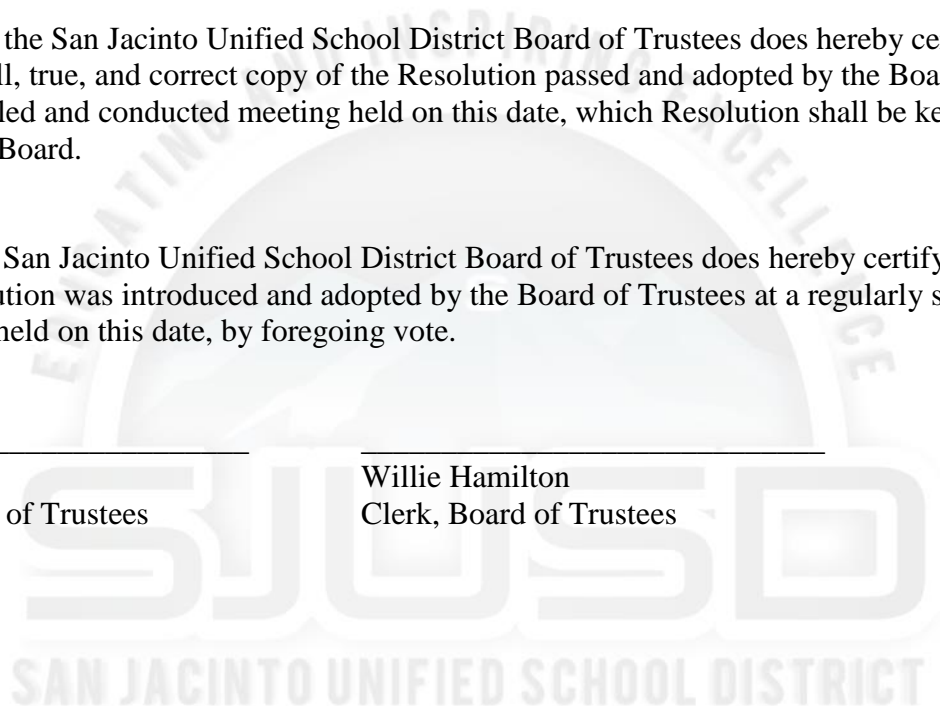 the San Jacinto Unified School District Board of Trustees does hereby ce
ll, true, and correct copy of the Resolution passed and adopted by the Boa
led and conducted meeting held on this date, which Resolution shall be ke
Board.
San Jacinto Unified School District Board of Trustees does hereby certify
ution was introduced and adopted by the Board of Trustees at a regularly s
held on this date, by foregoing vote.
Willie Hamilton
of Trustees Clerk, Board of Trustees
ENGATING AND INSPIRING EXCELLENCE
SJUSD
SAN JACINTO UNIFIED SCHOOL DISTRICT